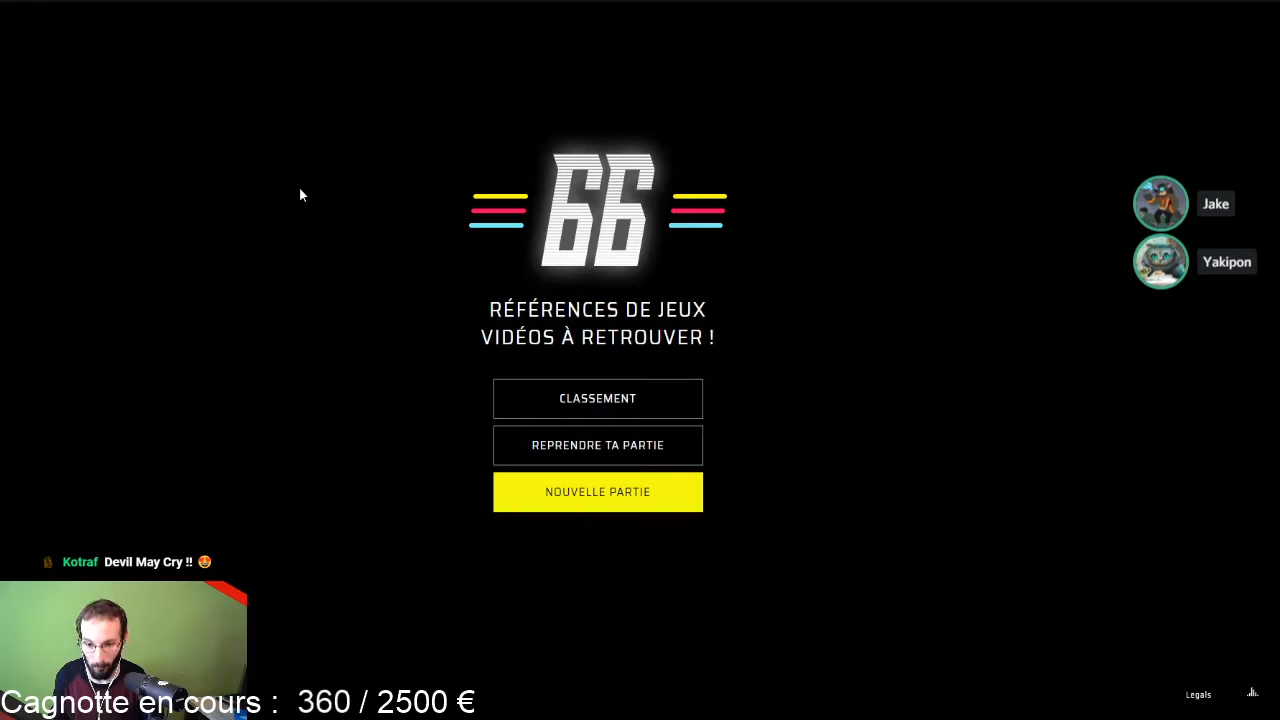 66
RÉFÉRENCES DE JEUX
VIDÉOS À RETROUVER !
CLASSEMENT
REPRENDRE TA PARTIE
NOUVELLE PARTIE
Jake
Yakipon
Kotraf Devil May Cry !! 🤩
Cagnotte en cours : 360 / 2500 €
Legals